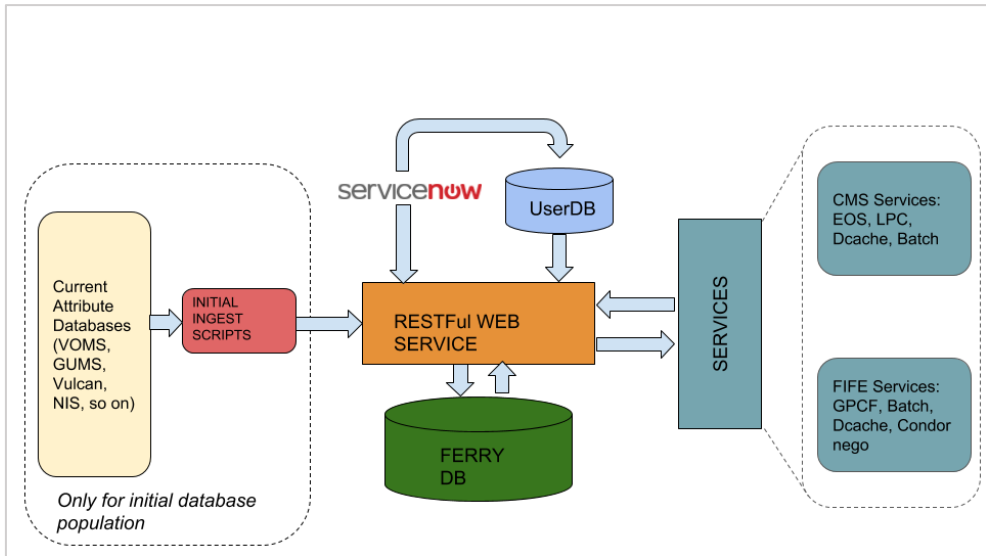 servicenow
UserDB
CMS Services:
EOS, LPC,
Dcache, Batch
Current
Attribute
Databases
(VOMS,
GUMS,
Vulcan,
NIS, so on)
INITIAL
INGEST
SCRIPTS
RESTFul WEB
SERVICE
SERVICES
FERRY
DB
FIFE Services:
GPCF, Batch,
Dcache, Condor
nego
Only for initial database
population